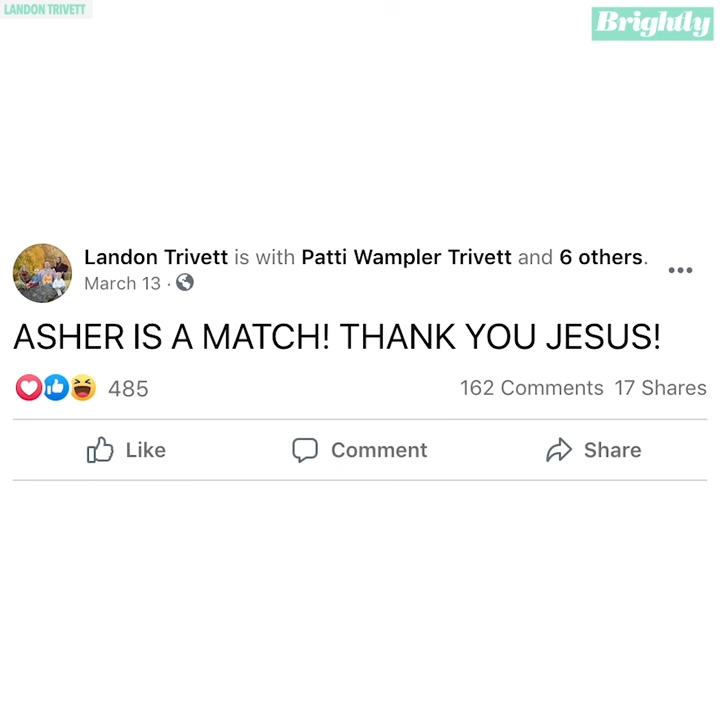 LANDON TRIVETT
Brightly
Landon Trivett is with Patti Wampler Trivett and 6 others.
March 13 ·
ASHER IS A MATCH! THANK YOU JESUS!
485 162 Comments 17 Shares
Like Comment Share